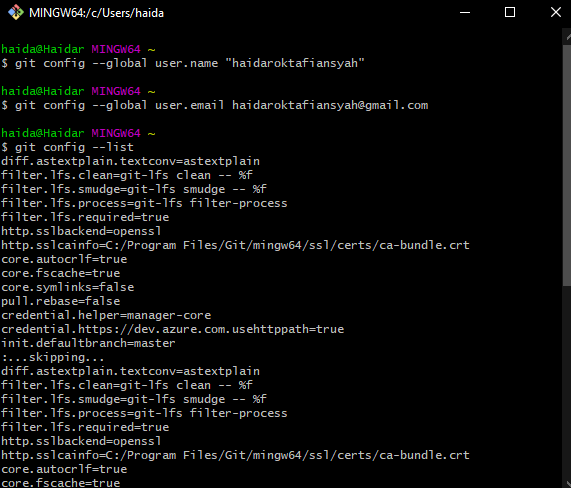 MINGW64:/c/Users/haida
haida@Haidar MINGW64 ~
$ git config --global user.name "haidaroktafiansyah"
haida@Haidar MINGW64 ~
$ git config --global user.email haidaroktafiansyah@gmail.com
haida@Haidar MINGW64 ~
$ git config --list
diff.astextplain.textconv=astextplain
filter.lfs.clean=git-lfs clean -- %f
filter.lfs.smudge=git-lfs smudge -- %f
filter.lfs.process=git-lfs filter-process
filter.lfs.required=true
http.sslbackend=openssl
http.sslcainfo=C:/Program Files/Git/mingw64/ssl/certs/ca-bundle.crt
core.autocrlf=true
core.fscache=true
core.symlinks=false
pull.rebase=false
credential.helper=manager-core
credential.https://dev.azure.com.usehttppath=true
init.defaultbranch=master
:...skipping...
diff.astextplain.textconv=astextplain
filter.lfs.clean=git-lfs clean -- %f
filter.lfs.smudge=git-lfs smudge -- %f
filter.lfs.process=git-lfs filter-process
filter.lfs.required=true
http.sslbackend=openssl
http.sslcainfo=C:/Program Files/Git/mingw64/ssl/certs/ca-bundle.crt
core.autocrlf=true
core.fscache=true